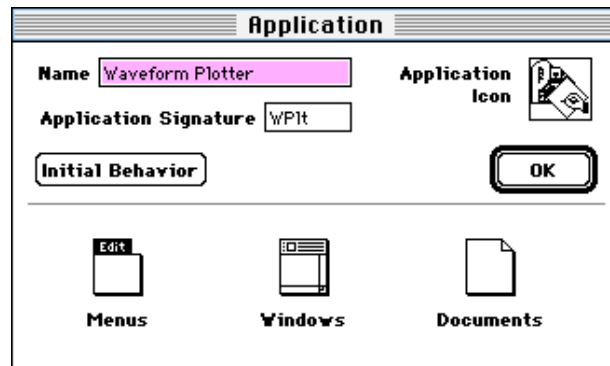 Application
Name Waveform Plotter
Application Icon
Application Signature WPlt
Initial Behavior
OK
Edit
Menus Windows Documents